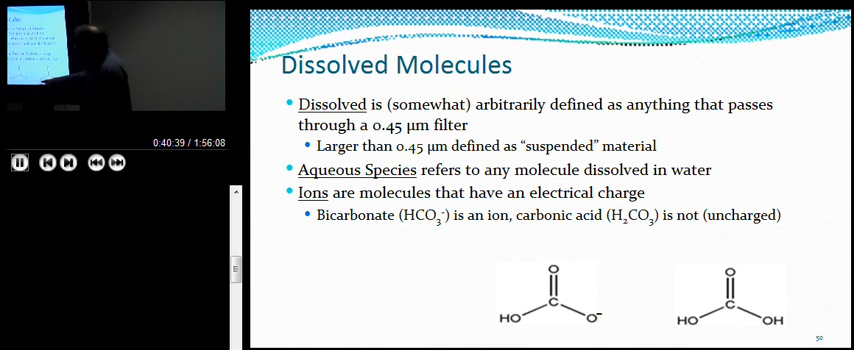 0:40:39 / 1:56:08
Dissolved Molecules
Dissolved is (somewhat) arbitrarily defined as anything that passes
through a 0.45 µm filter
Larger than 0.45 µm defined as “suspended” material
Aqueous Species refers to any molecule dissolved in water
Ions are molecules that have an electrical charge
Bicarbonate (HCO₃⁻) is an ion, carbonic acid (H₂CO₃) is not (uncharged)
O
C
HO O⁻
O
C
HO OH
50